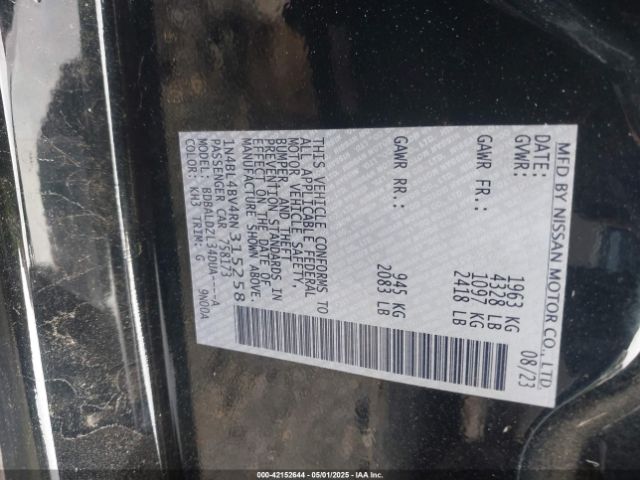 MFD BY NISSAN MOTOR CO., LTD.
DATE: 08/23
GVWR: 1963 KG
4328 LB
GAWR FR.: 1097 KG
2418 LB
GAWR RR.: 945 KG
2083 LB
THIS VEHICLE CONFORMS TO
ALL APPLICABLE FEDERAL
MOTOR VEHICLE SAFETY,
BUMPER, AND THEFT
PREVENTION STANDARDS IN
EFFECT ON THE DATE OF
MANUFACTURE SHOWN ABOVE.
1N4BL4BV4RN315258
PASSENGER CAR 758173
MODEL: BDBALDZL34DUA----A
COLOR: KH3 TRIM: G 9N00A
000-42152644 - 05/01/2025 - IAA Inc.